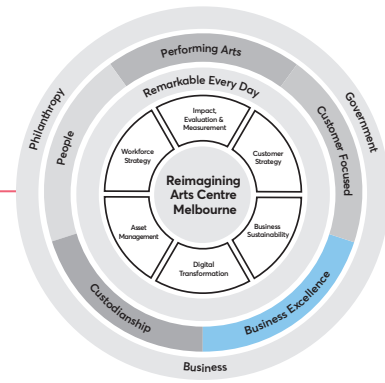 Philanthropy
Government
Business
Performing Arts
Customer Focused
Business Excellence
Custodianship
People
Remarkable Every Day
Impact,
Evaluation &
Measurement
Customer
Strategy
Business
Sustainability
Digital
Transformation
Asset
Management
Workforce
Strategy
Reimagining
Arts Centre
Melbourne